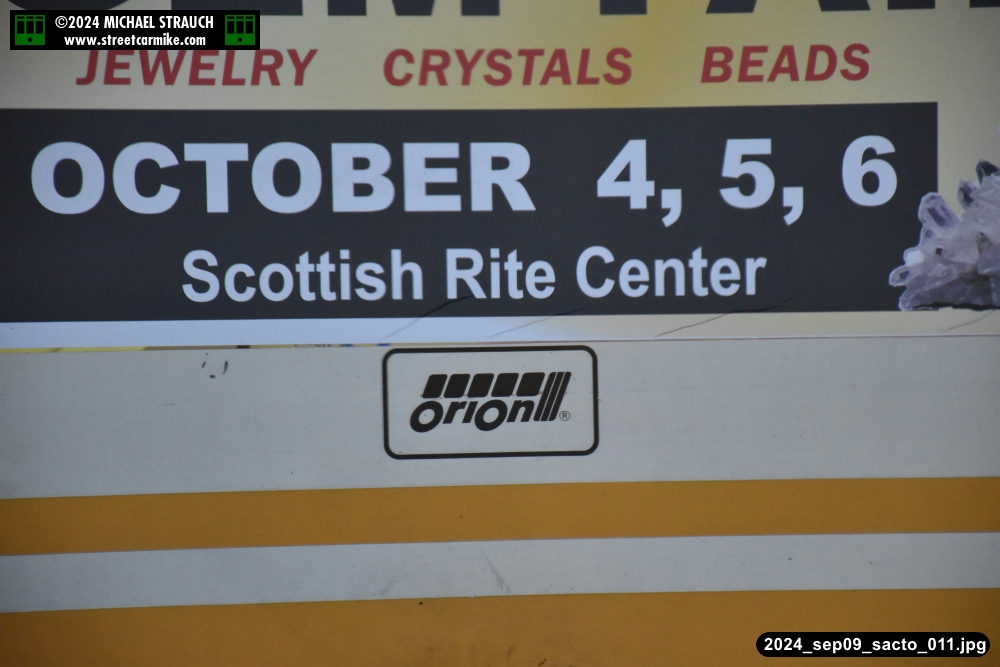 ©2024 MICHAEL STRAUCH
www.streetcarmike.com
JEWELRY CRYSTALS BEADS
OCTOBER 4, 5, 6
Scottish Rite Center
orion®
2024_sep09_sacto_011.jpg